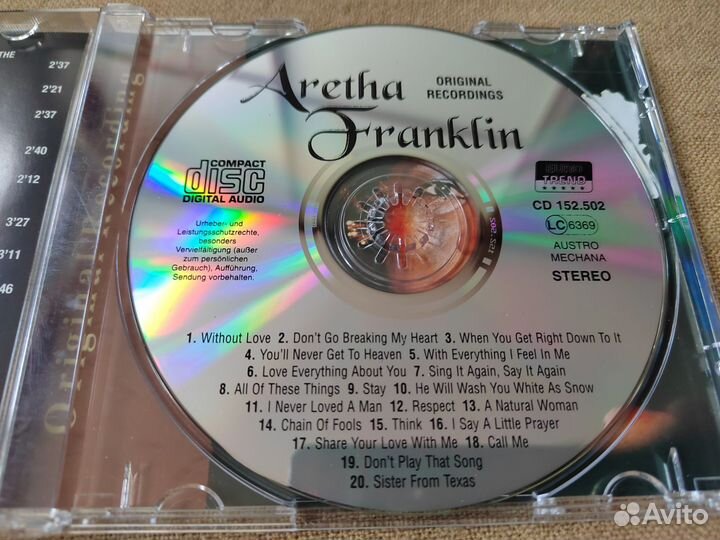 THE
2'37
2'21
2'37
2'40
2'12
3'27
3'11
46
Original Recording
Aretha
Franklin
ORIGINAL
RECORDINGS
COMPACT
disc
DIGITAL AUDIO
Urheber- und
Leistungsschutzrechte,
besonders
Vervielfältigung (außer
zum persönlichen
Gebrauch), Aufführung,
Sendung vorbehalten.
TREND
CD 152.502
LC 6369
AUSTRO
MECHANA
STEREO
1. Without Love 2. Don't Go Breaking My Heart 3. When You Get Right Down To It
4. You'll Never Get To Heaven 5. With Everything I Feel In Me
6. Love Everything About You 7. Sing It Again, Say It Again
8. All Of These Things 9. Stay 10. He Will Wash You White As Snow
11. I Never Loved A Man 12. Respect 13. A Natural Woman
14. Chain Of Fools 15. Think 16. I Say A Little Prayer
17. Share Your Love With Me 18. Call Me
19. Don't Play That Song
20. Sister From Texas
Avito